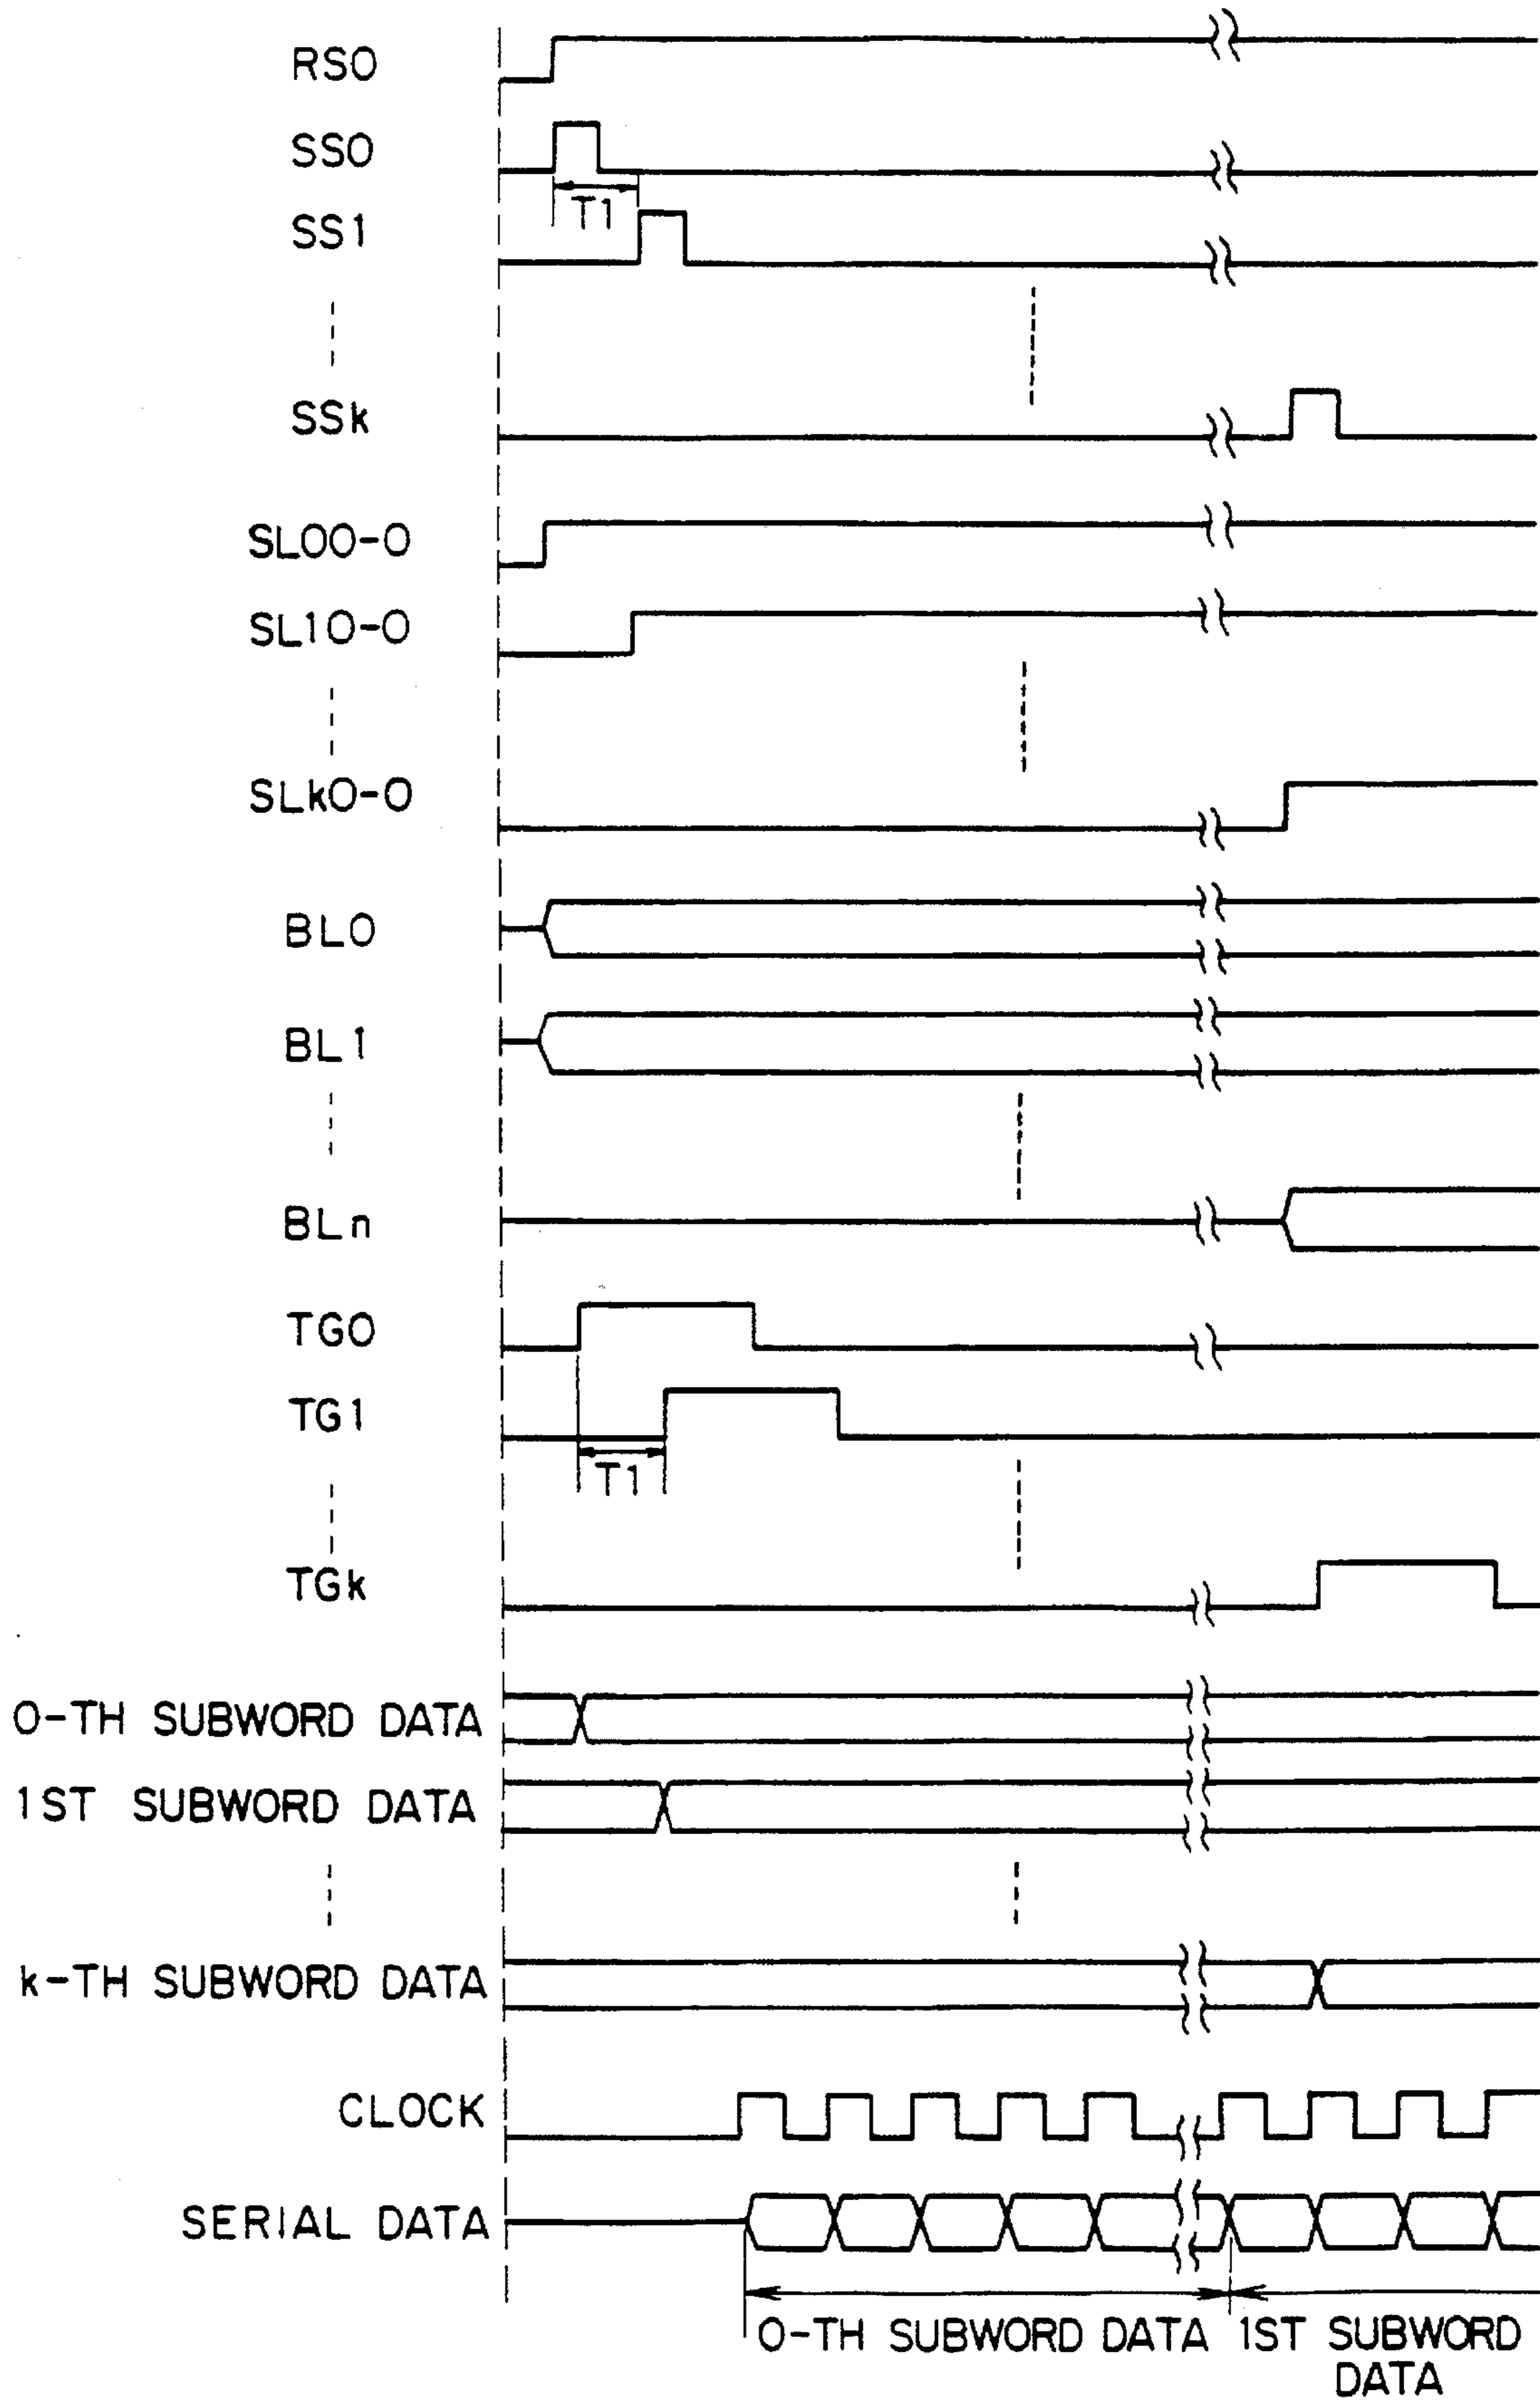 RS0
SS0
T1
SS1
SSk
SL00-0
SL10-0
SLk0-0
BL0
BL1
BLn
TG0
TG1
T1
TGk
0-TH SUBWORD DATA
1ST SUBWORD DATA
k-TH SUBWORD DATA
CLOCK
SERIAL DATA
0-TH SUBWORD DATA
1ST SUBWORD
DATA